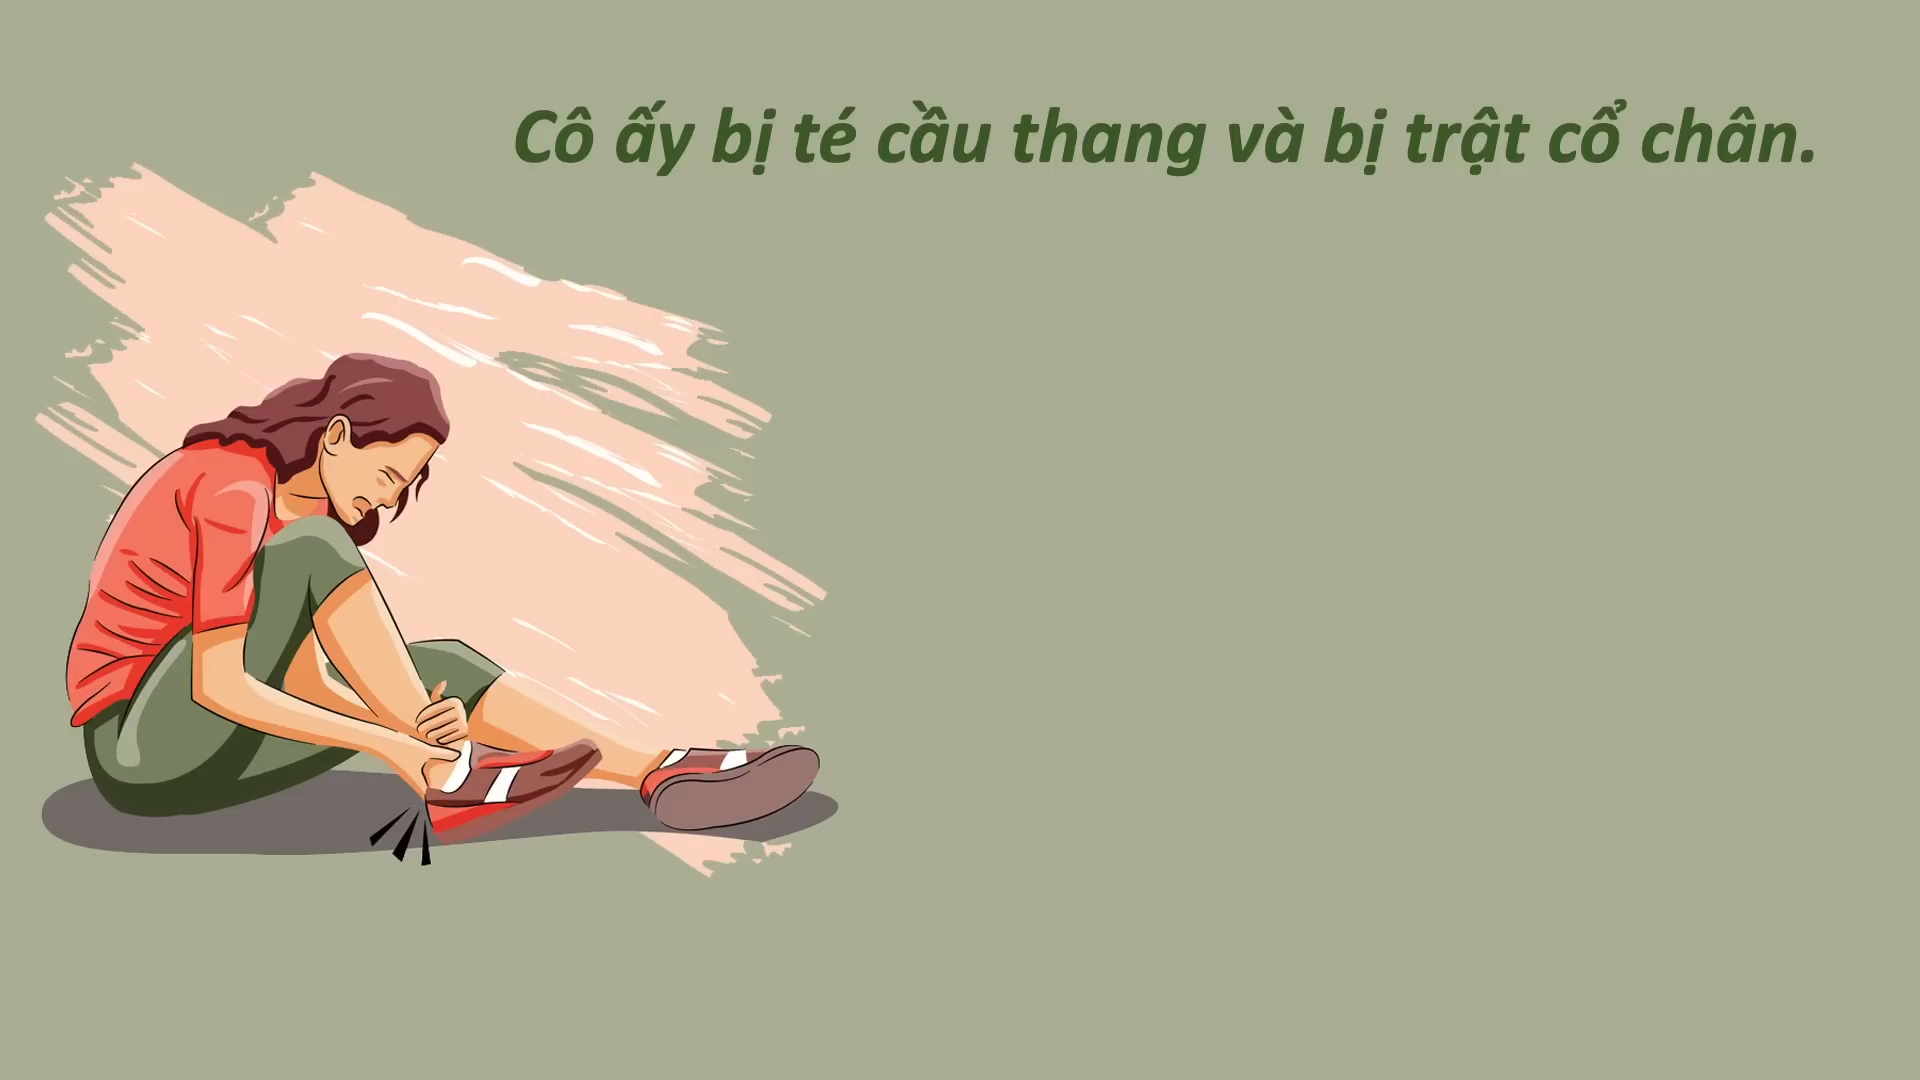 Cô ấy bị té cầu thang và bị trật cổ chân.